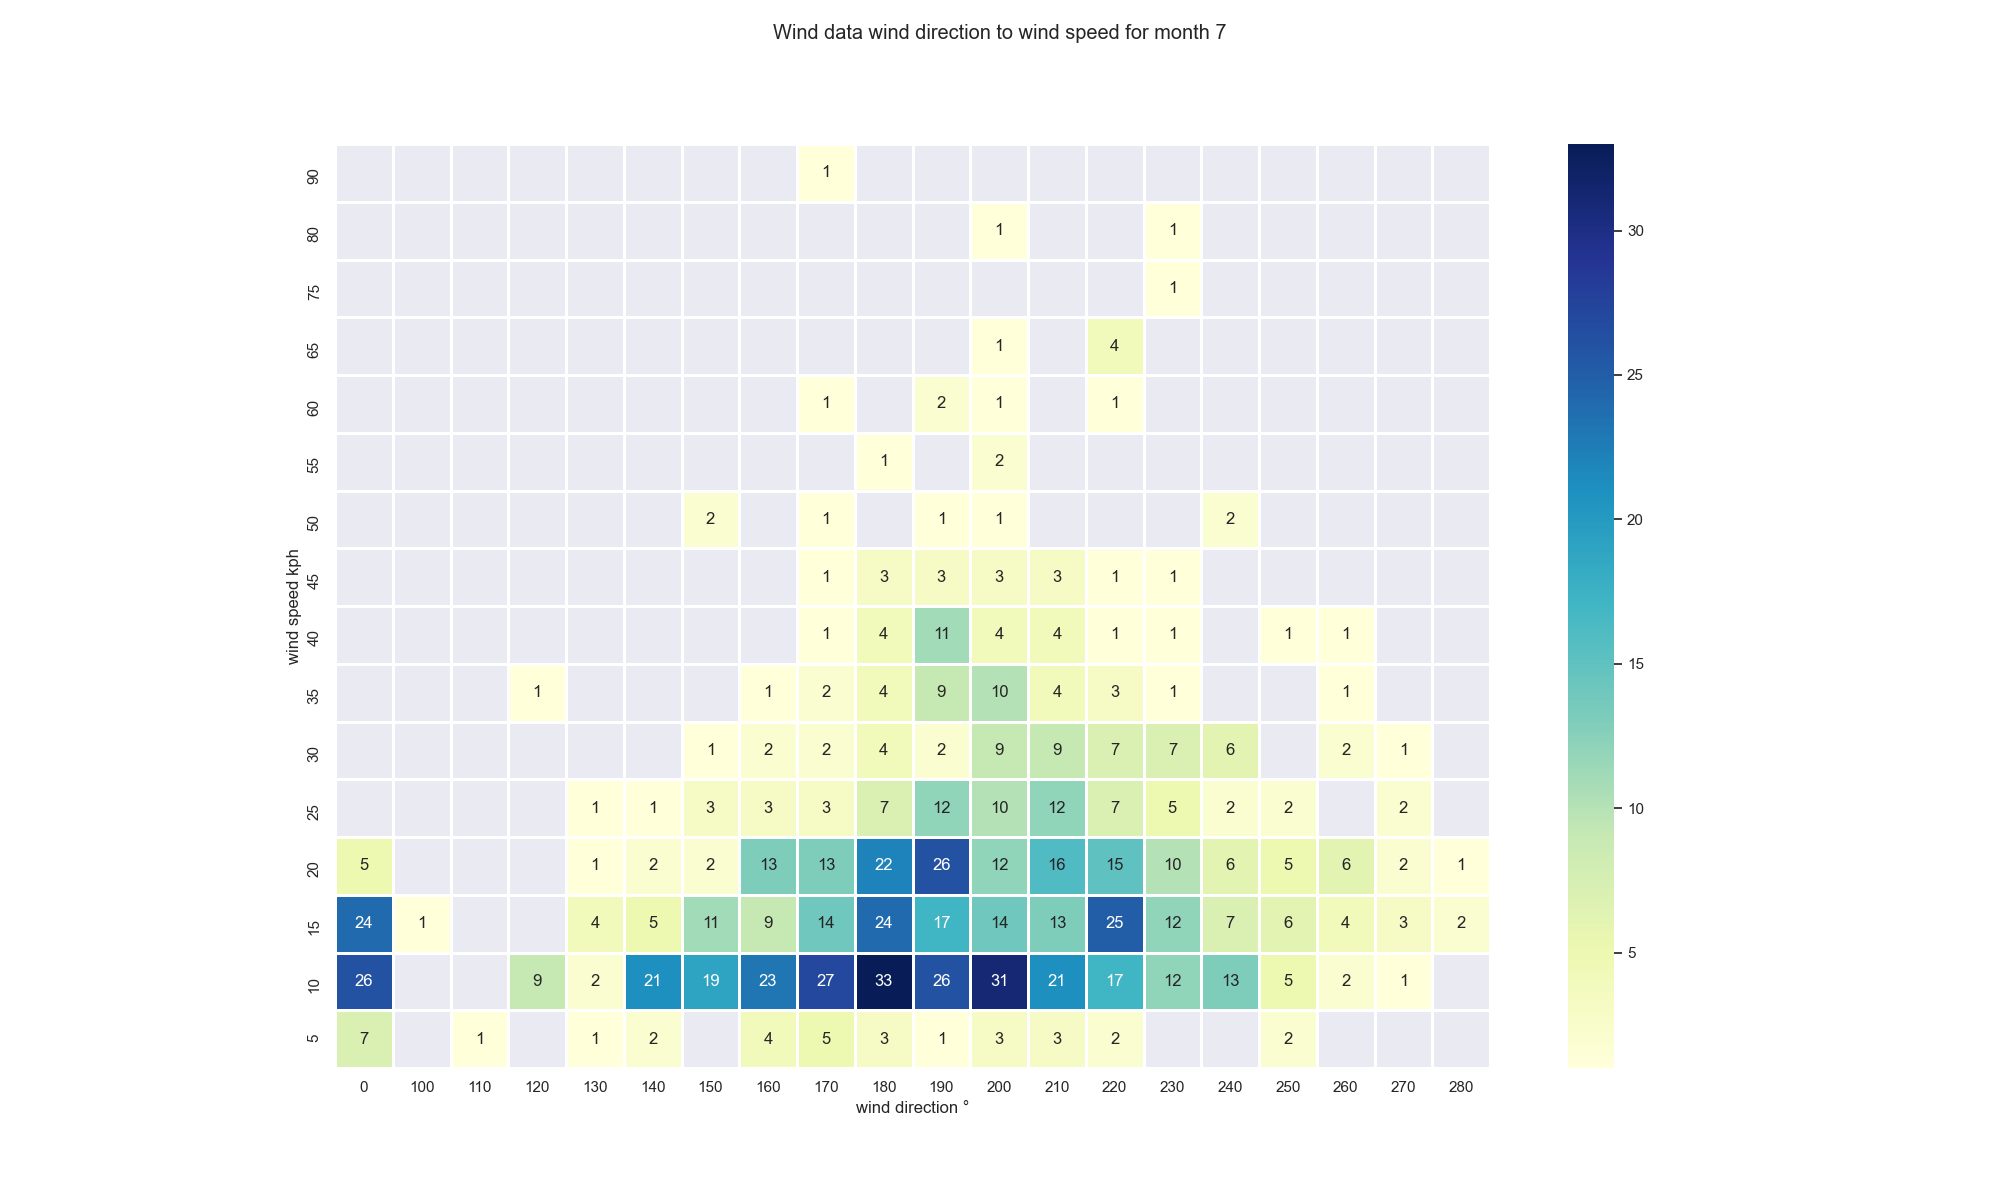 Wind data wind direction to wind speed for month 7
90 1
80 1 1
75 1
65 1 4 30
60 1 2 1 1 25
55 1 2
50 2 1 1 1 2 20
45 1 3 3 3 3 1 1
wind speed kph
40 1 4 11 4 4 1 1 1 1 15
35 1 1 2 4 9 10 4 3 1 1
30 1 2 2 4 2 9 9 7 7 6 2 1
25 1 1 3 3 3 7 12 10 12 7 5 2 2 2 10
20 5 1 2 2 13 13 22 26 12 16 15 10 6 5 6 2 1
15 24 1 4 5 11 9 14 24 17 14 13 25 12 7 6 4 3 2 5
10 26 9 2 21 19 23 27 33 26 31 21 17 12 13 5 2 1
5 7 1 1 2 4 5 3 1 3 3 2 2
0 100 110 120 130 140 150 160 170 180 190 200 210 220 230 240 250 260 270 280
wind direction °